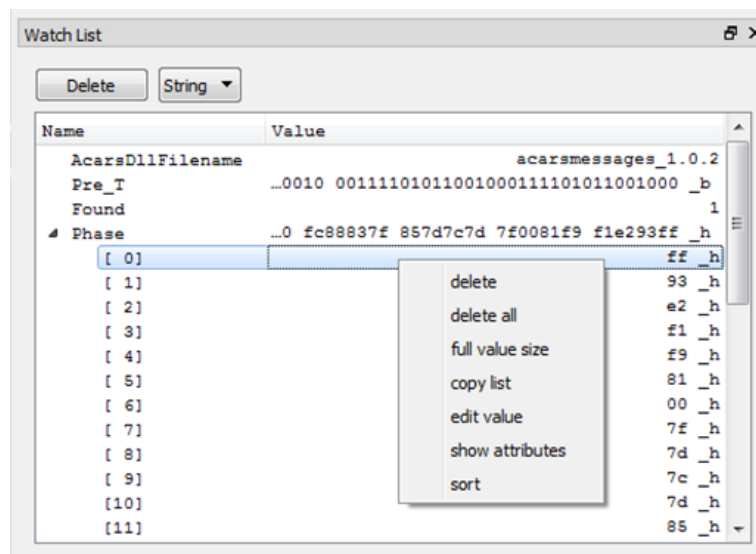 Watch List
Delete String
Name Value
AcarsDllFilename acarsmessages_1.0.2
Pre_T ...0010 00111101011001000111101011001000 _b
Found 1
Phase ...0 fc88837f 857d7c7d 7f0081f9 f1e293ff _h
[ 0] ff _h
[ 1] 93 _h
[ 2] e2 _h
[ 3] f1 _h
[ 4] f9 _h
[ 5] 81 _h
[ 6] 00 _h
[ 7] 7f _h
[ 8] 7d _h
[ 9] 7c _h
[10] 7d _h
[11] 85 _h
delete
delete all
full value size
copy list
edit value
show attributes
sort